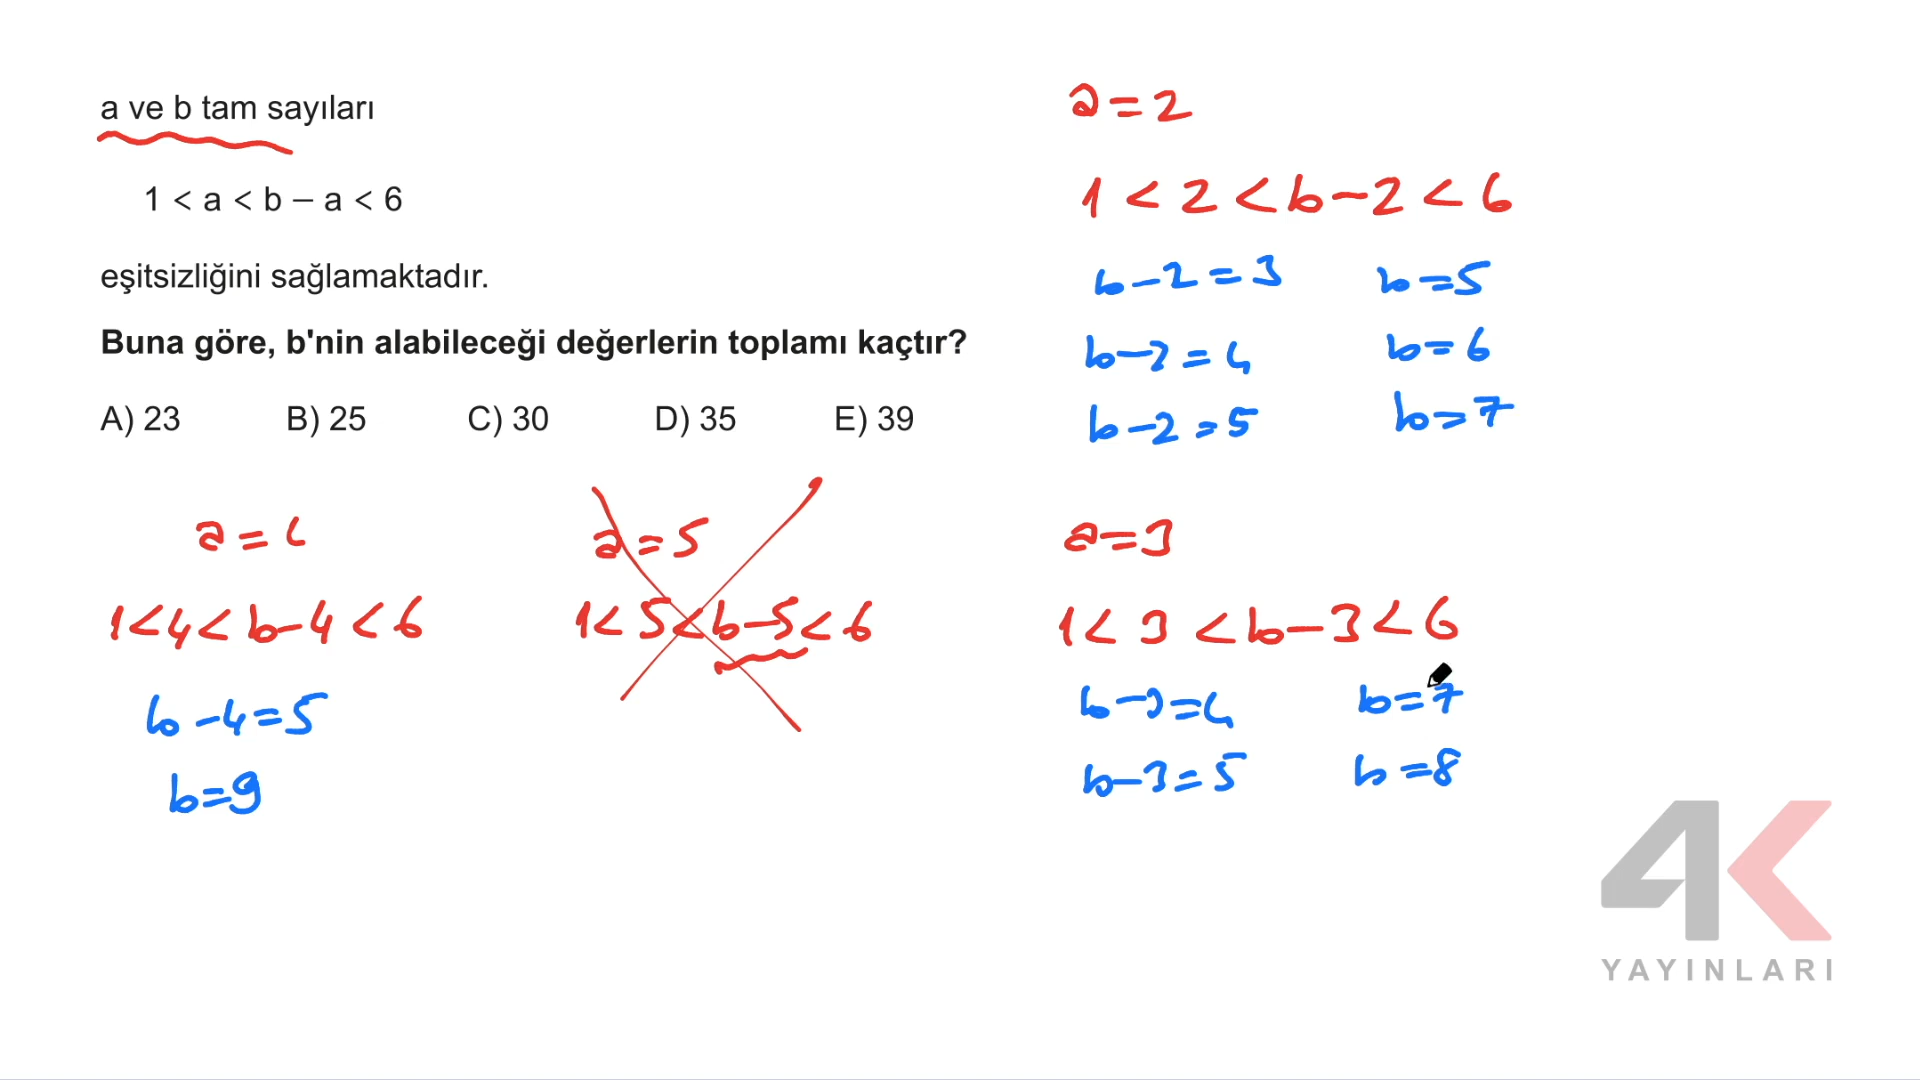 a ve b tam sayıları
1 < a < b – a < 6
eşitsizliğini sağlamaktadır.
Buna göre, b'nin alabileceği değerlerin toplamı kaçtır?
A) 23 B) 25 C) 30 D) 35 E) 39
a=2
1 < 2 < b-2 < 6
b-2=3 b=5
b-2=4 b=6
b-2=5 b=7
a=3
1 < 3 < b-3 < 6
b-3=4 b=7
b-3=5 b=8
a=4
1<4<b-4<6
b-4=5
b=9
a=5
1<5<b-5<6
4K
YAYINLARI